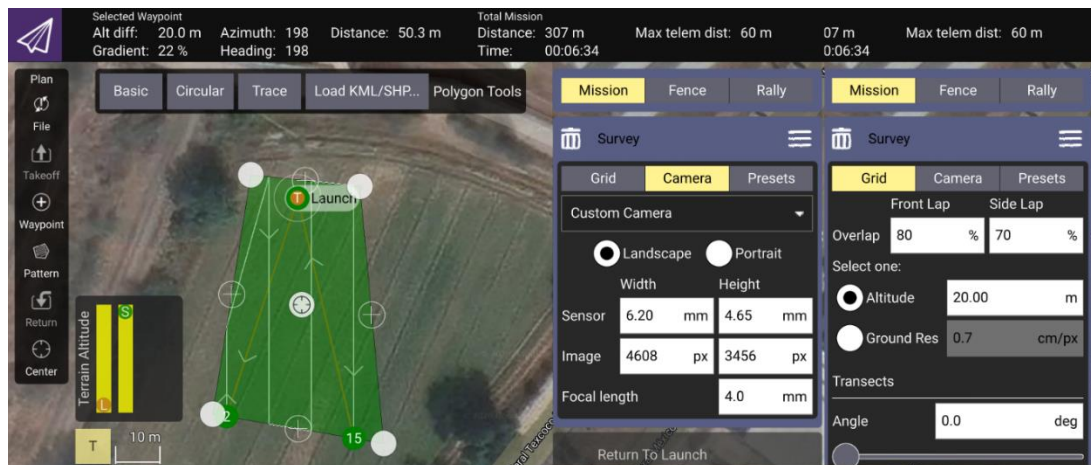 Selected Waypoint
Alt diff: 20.0 m Azimuth: 198 Distance: 50.3 m
Gradient: 22 % Heading: 198
Total Mission
Distance: 307 m Max telem dist: 60 m
Time: 00:06:34
07 m Max telem dist: 60 m
0:06:34
Plan
File
Takeoff
Waypoint
Pattern
Return
Center
Basic Circular Trace Load KML/SHP... Polygon Tools
T Launch
2
15
Terrain Altitude
S
L
T 10 m
Mission Fence Rally
Survey
Grid Camera Presets
Custom Camera
Landscape Portrait
Width Height
Sensor 6.20 mm 4.65 mm
Image 4608 px 3456 px
Focal length 4.0 mm
Return To Launch
Mission Fence Rally
Survey
Grid Camera Presets
Front Lap Side Lap
Overlap 80 % 70 %
Select one:
Altitude 20.00 m
Ground Res 0.7 cm/px
Transects
Angle 0.0 deg